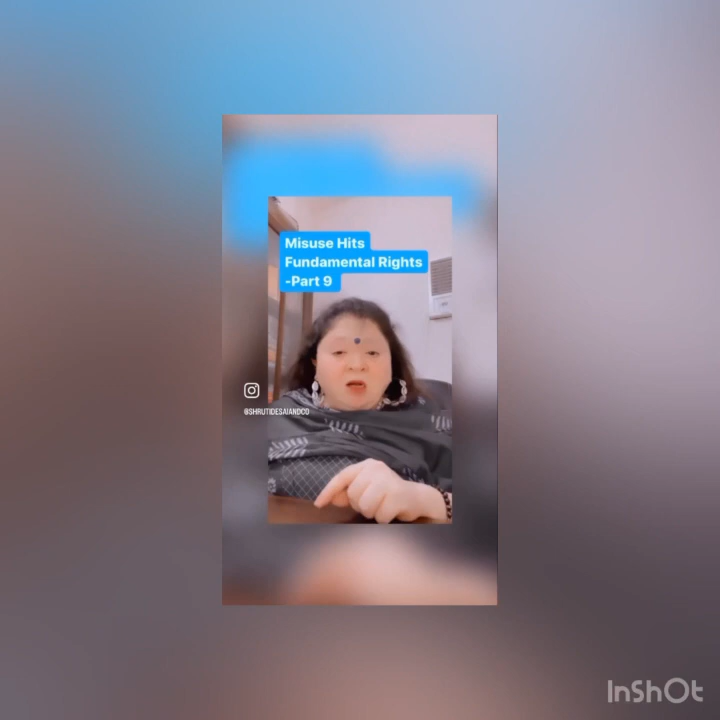 Misuse Hits
Fundamental Rights
-Part 9
@SHRUTIDESAIANDCO
InShOt